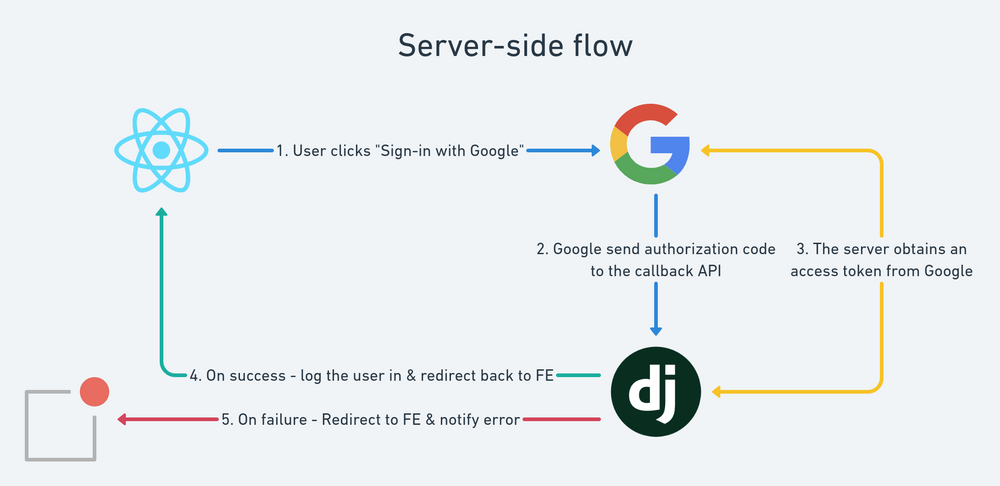 Server-side flow
1. User clicks "Sign-in with Google"
2. Google send authorization code
to the callback API
3. The server obtains an
access token from Google
4. On success - log the user in & redirect back to FE
dj
5. On failure - Redirect to FE & notify error